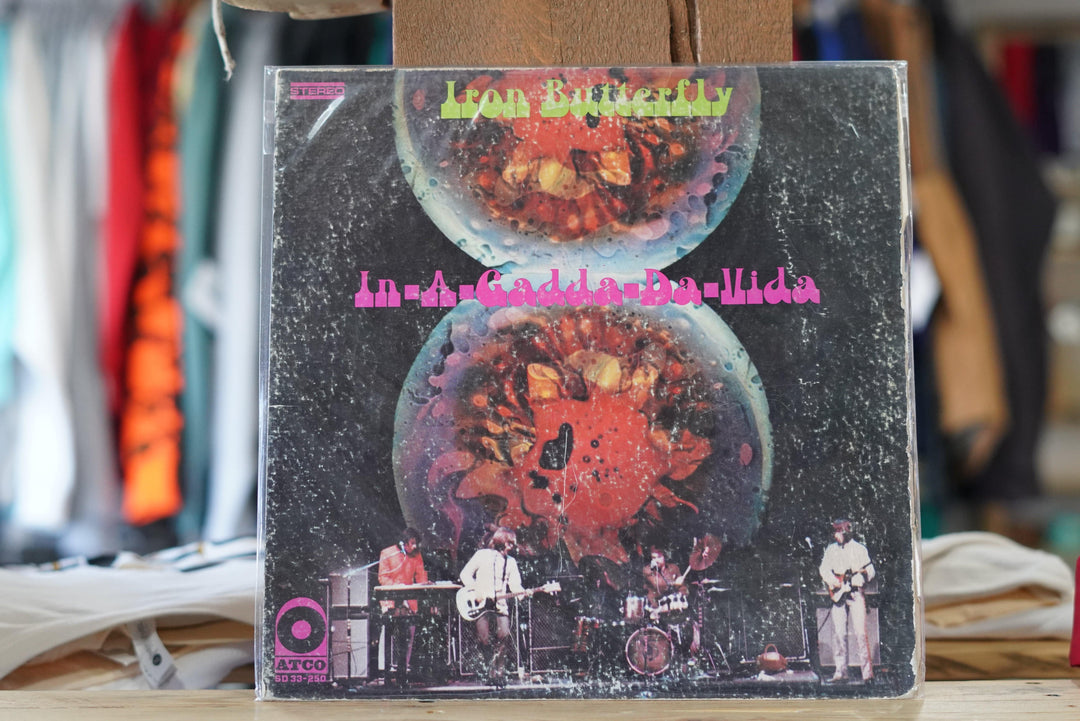 STEREO
Iron Butterfly
In-A-Gadda-Da-Vida
ATCO
SD 33-250